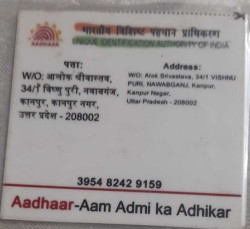 भारतीय विशिष्ट पहचान प्राधिकरण
UNIQUE IDENTIFICATION AUTHORITY OF INDIA
AADHAAR
पता:
W/O: आलोक श्रीवास्तव,
34/1 विष्णु पुरी, नवाबगंज,
कानपुर, कानपुर नगर,
उत्तर प्रदेश - 208002
Address:
W/O: Alok Srivastava, 34/1 VISHNU
PURI, NAWABGANJ, Kanpur,
Kanpur Nagar,
Uttar Pradesh - 208002
3954 8242 9159
Aadhaar-Aam Admi ka Adhikar